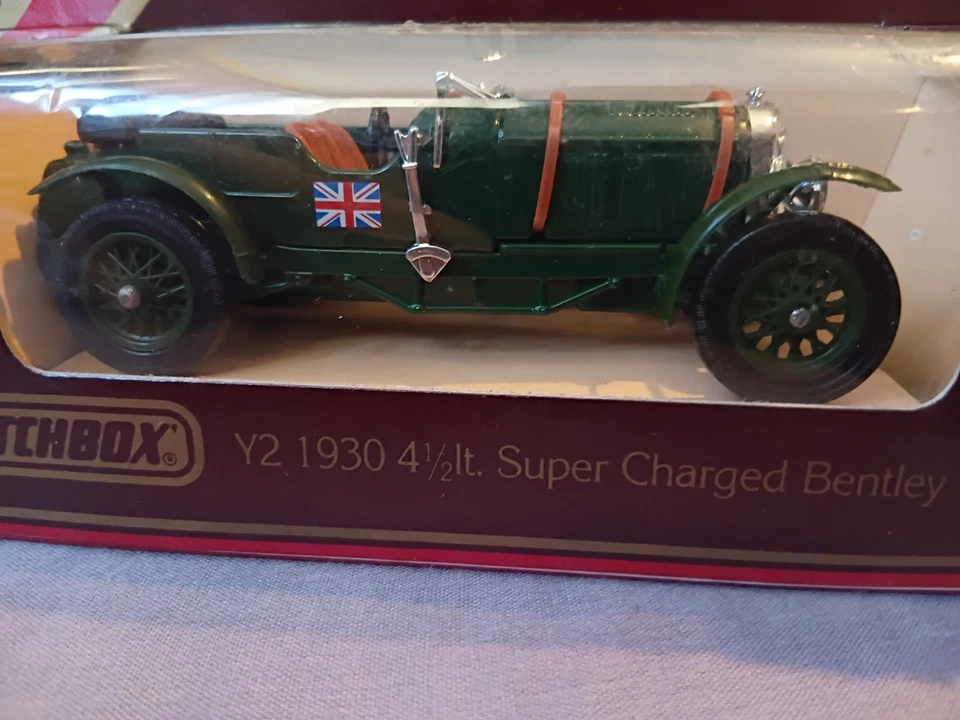 TCHBOX®
Y2 1930 4½lt. Super Charged Bentley